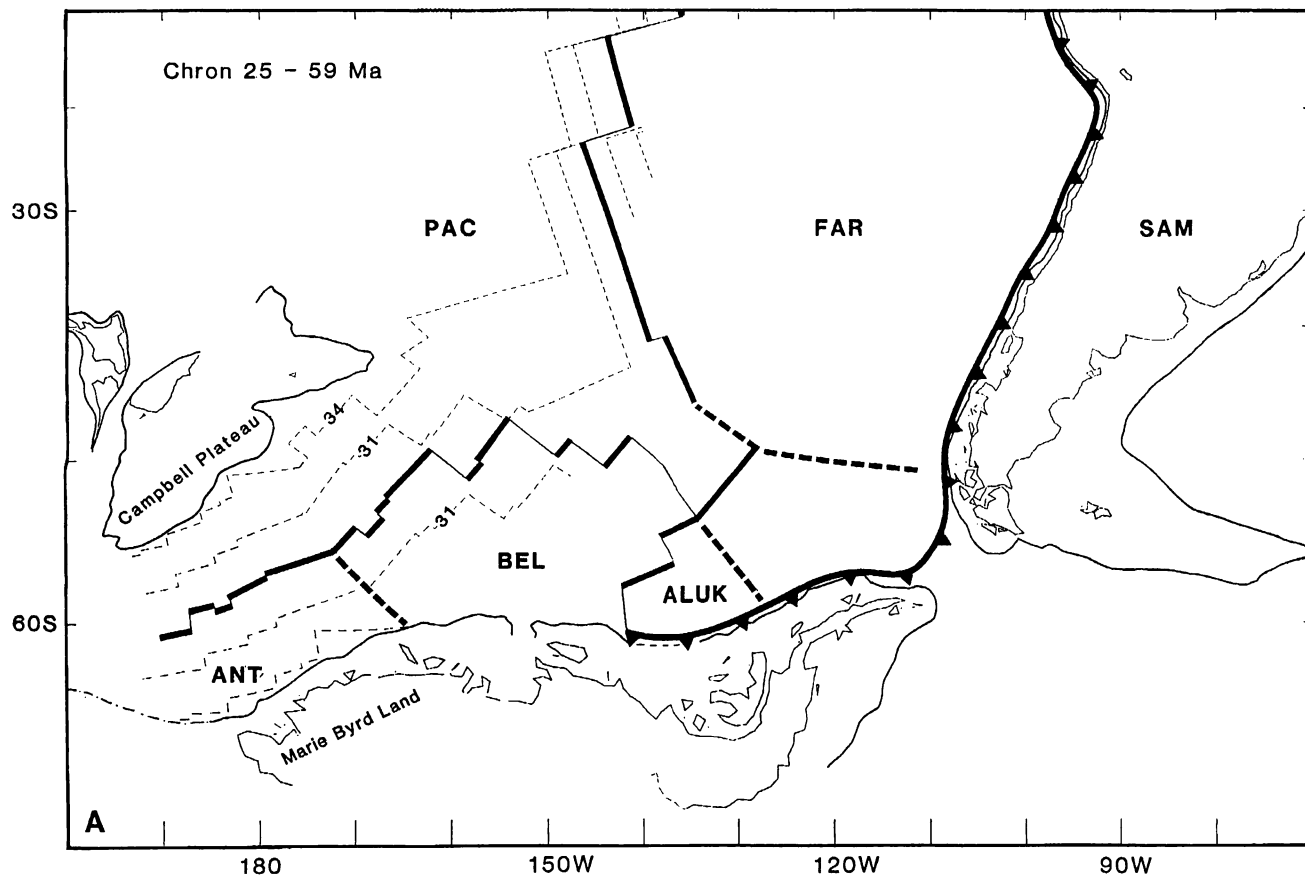 Chron 25 - 59 Ma
30S
PAC
FAR
SAM
Campbell Plateau
34
31
31
BEL
ALUK
60S
ANT
Marie Byrd Land
A
180
150W
120W
90W